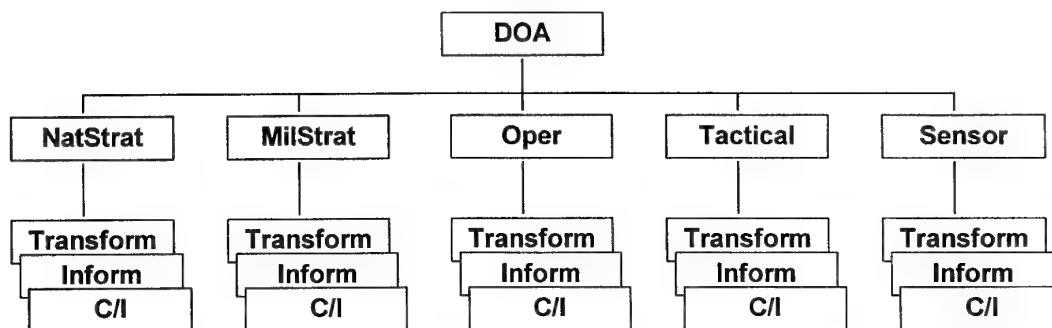 DOA
NatStrat MilStrat Oper Tactical Sensor
Transform Transform Transform Transform Transform
Inform Inform Inform Inform Inform
C/I C/I C/I C/I C/I